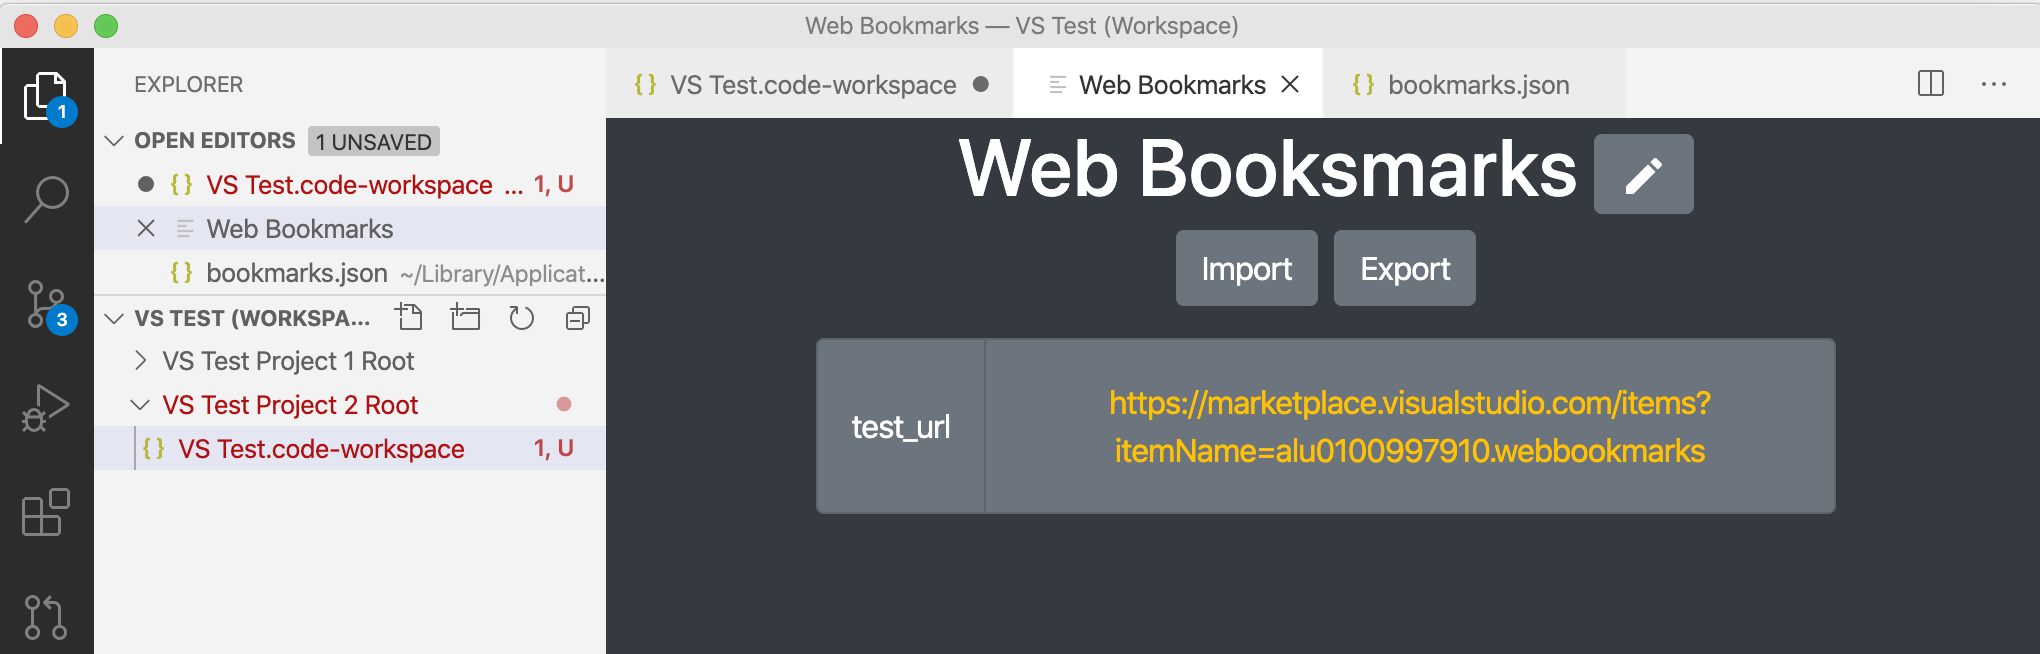 Web Bookmarks — VS Test (Workspace)
EXPLORER
OPEN EDITORS 1 UNSAVED
{} VS Test.code-workspace ... 1, U
Web Bookmarks
{} bookmarks.json ~/Library/Applicat...
VS TEST (WORKSPA...
VS Test Project 1 Root
VS Test Project 2 Root
{} VS Test.code-workspace 1, U
1
3
{} VS Test.code-workspace
Web Bookmarks
{} bookmarks.json
Web Booksmarks
Import Export
test_url
https://marketplace.visualstudio.com/items?
itemName=alu0100997910.webbookmarks